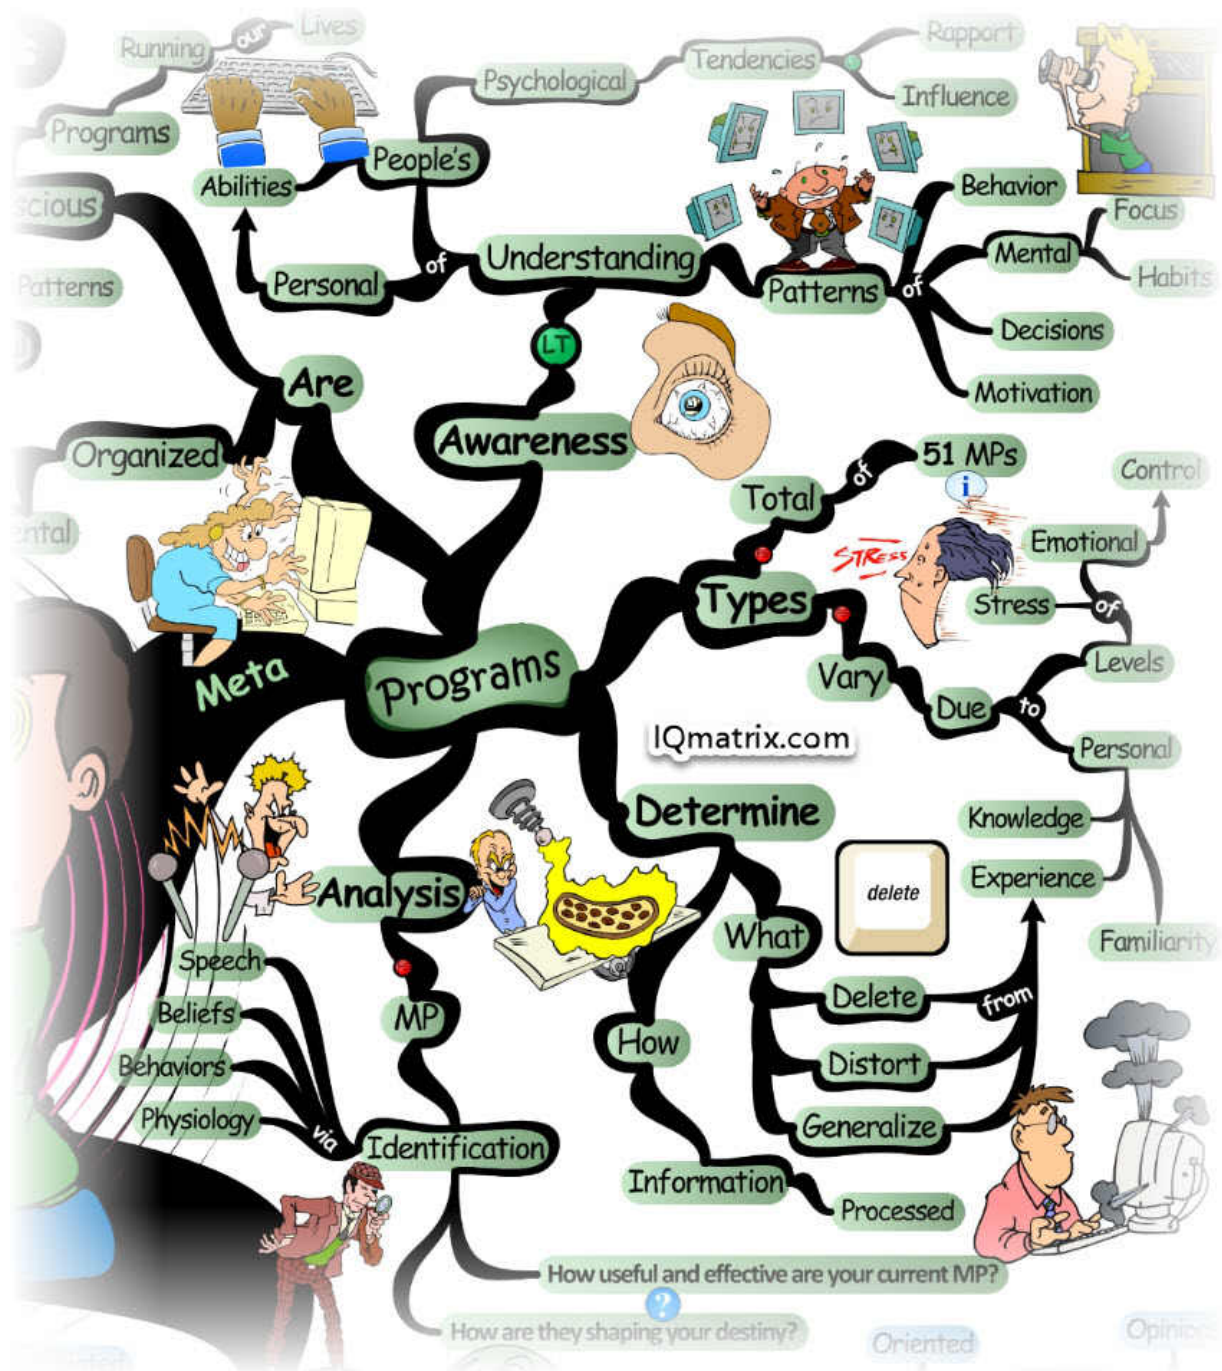 Running
our
Lives
Programs
Psychological
Tendencies
Rapport
Influence
People's
Abilities
Behavior
Focus
Mental
Habits
Understanding
of
Personal
Patterns
of
Decisions
Motivation
Patterns
LT
Are
Awareness
Organized
Total
of
51 MPs
i
Control
STRESS
Emotional
Types
Stress
of
Vary
Levels
Due
to
Personal
Meta
Programs
IQmatrix.com
Determine
Knowledge
Experience
delete
Analysis
What
Familiarity
Speech
Beliefs
MP
Delete
from
Behaviors
How
Distort
Physiology
via
Identification
Generalize
Information
Processed
How useful and effective are your current MP?
?
How are they shaping your destiny?
Oriented